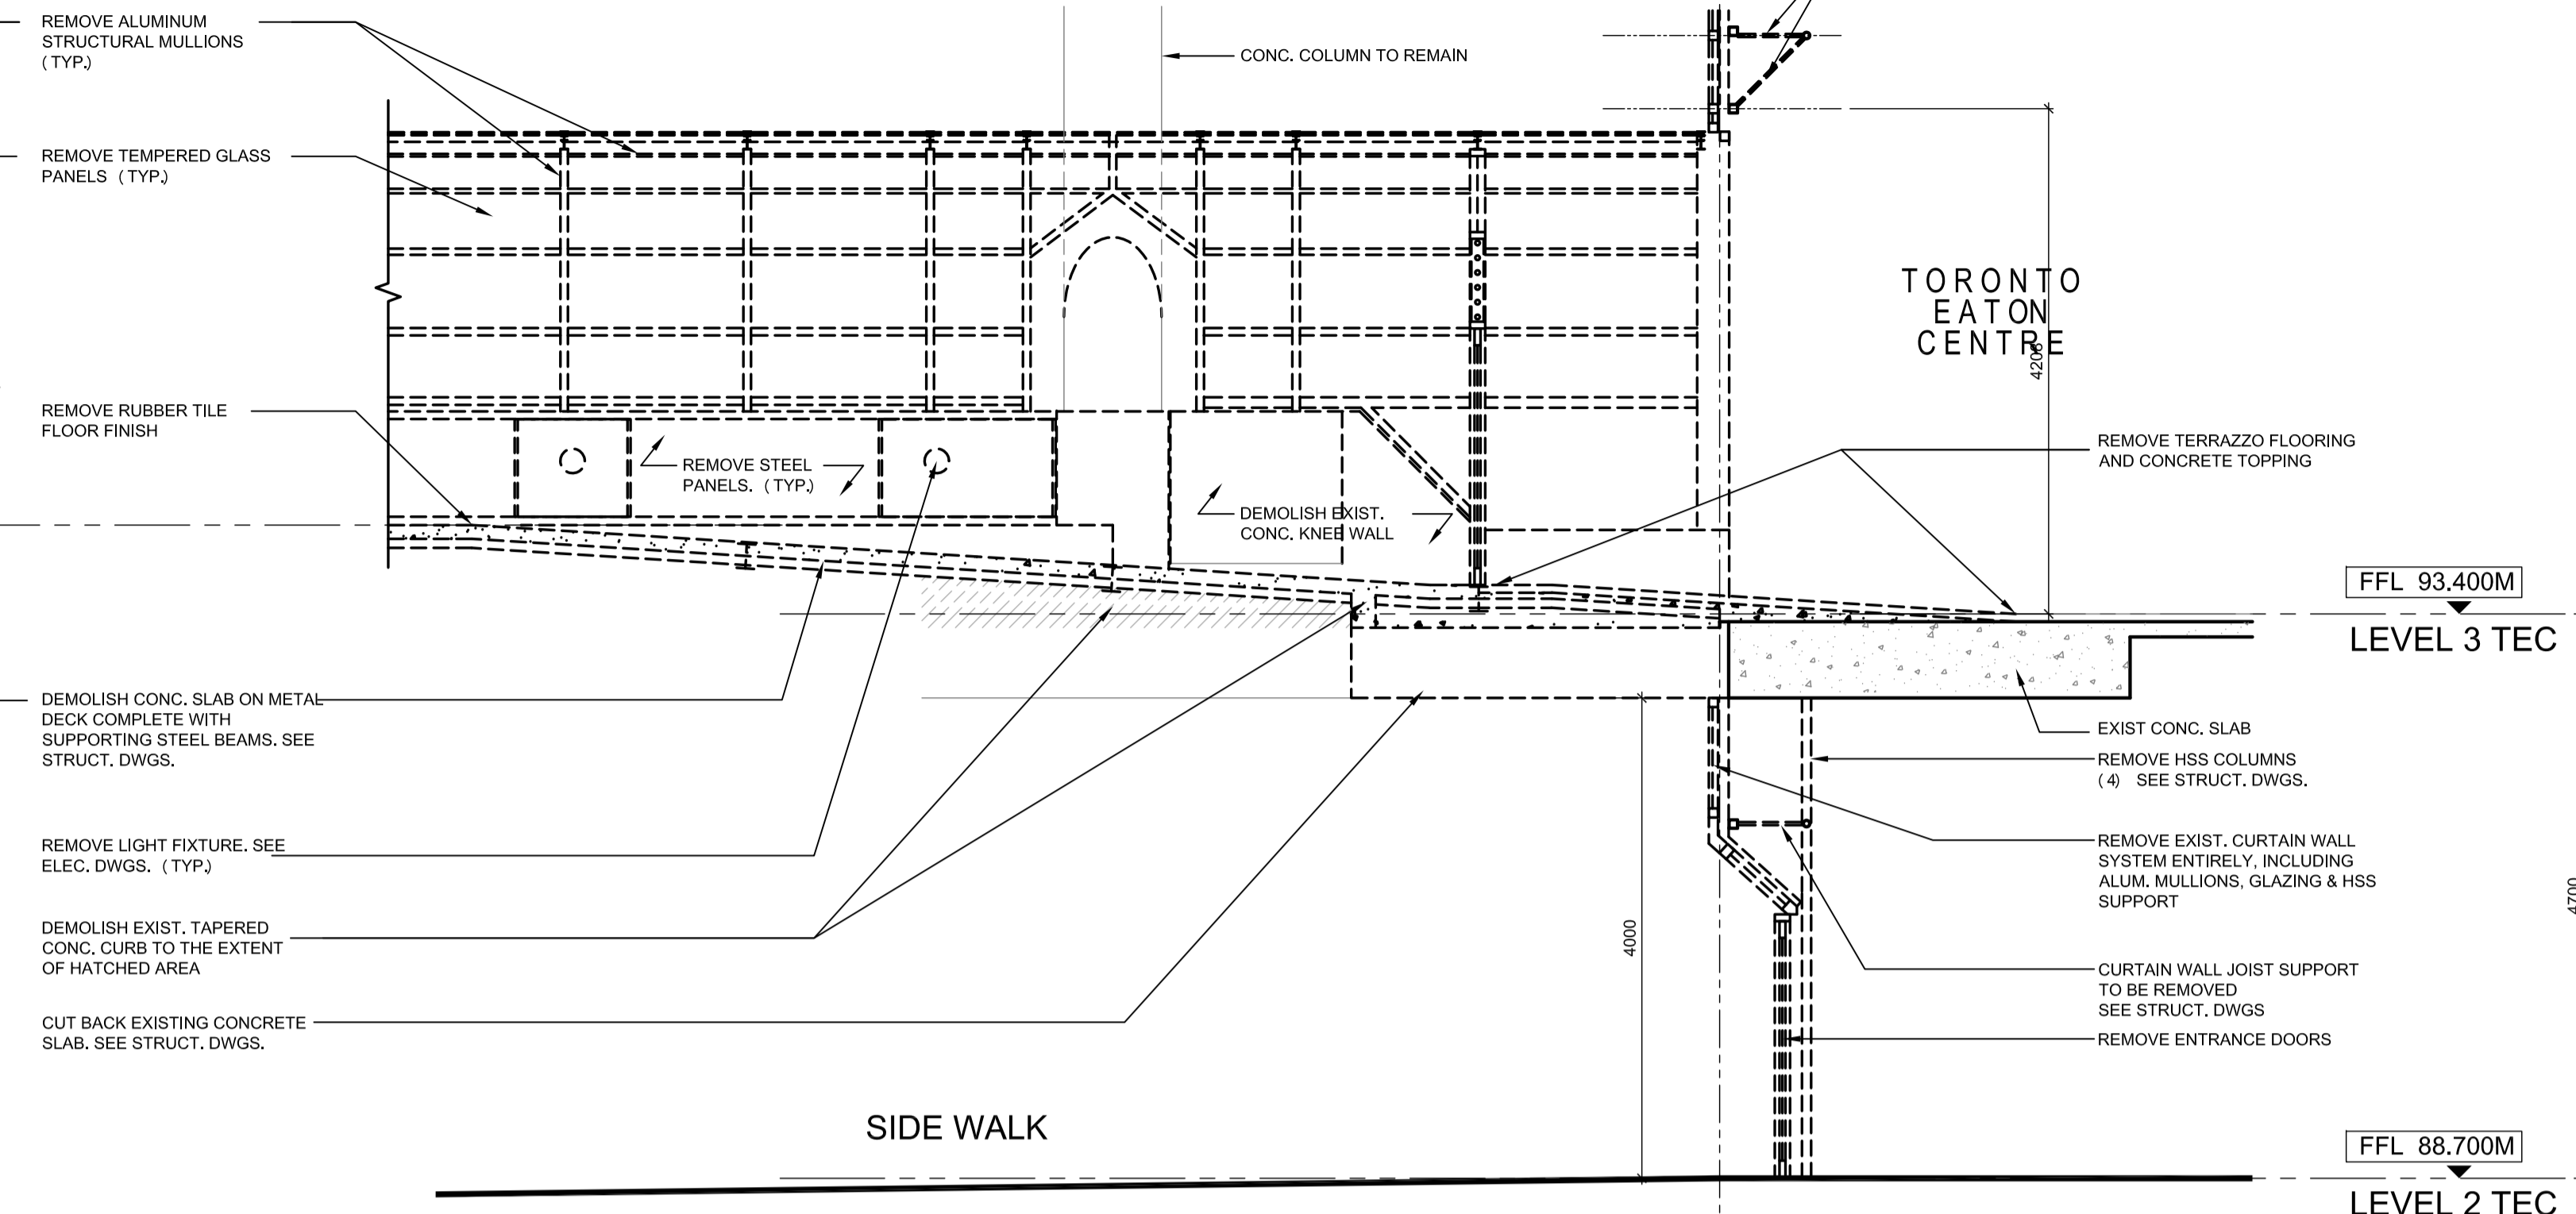 REMOVE ALUMINUM
STRUCTURAL MULLIONS
(TYP.)
CONC. COLUMN TO REMAIN
REMOVE TEMPERED GLASS
PANELS (TYP.)
TORONTO
EATON
CENTRE
4206
REMOVE RUBBER TILE
FLOOR FINISH
REMOVE STEEL
PANELS. (TYP.)
DEMOLISH EXIST.
CONC. KNEE WALL
REMOVE TERRAZZO FLOORING
AND CONCRETE TOPPING
FFL 93.400M
LEVEL 3 TEC
DEMOLISH CONC. SLAB ON METAL
DECK COMPLETE WITH
SUPPORTING STEEL BEAMS. SEE
STRUCT. DWGS.
EXIST CONC. SLAB
REMOVE HSS COLUMNS
(4) SEE STRUCT. DWGS.
REMOVE LIGHT FIXTURE. SEE
ELEC. DWGS. (TYP.)
REMOVE EXIST. CURTAIN WALL
SYSTEM ENTIRELY, INCLUDING
ALUM. MULLIONS, GLAZING & HSS
SUPPORT
4700
DEMOLISH EXIST. TAPERED
CONC. CURB TO THE EXTENT
OF HATCHED AREA
4000
CURTAIN WALL JOIST SUPPORT
TO BE REMOVED
SEE STRUCT. DWGS
CUT BACK EXISTING CONCRETE
SLAB. SEE STRUCT. DWGS.
REMOVE ENTRANCE DOORS
SIDE WALK
FFL 88.700M
LEVEL 2 TEC